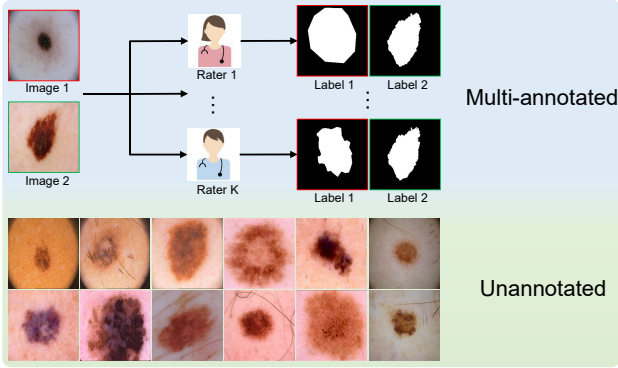 Image 1
Image 2
Rater 1
Rater K
Label 1
Label 2
Label 1
Label 2
Multi-annotated
Unannotated